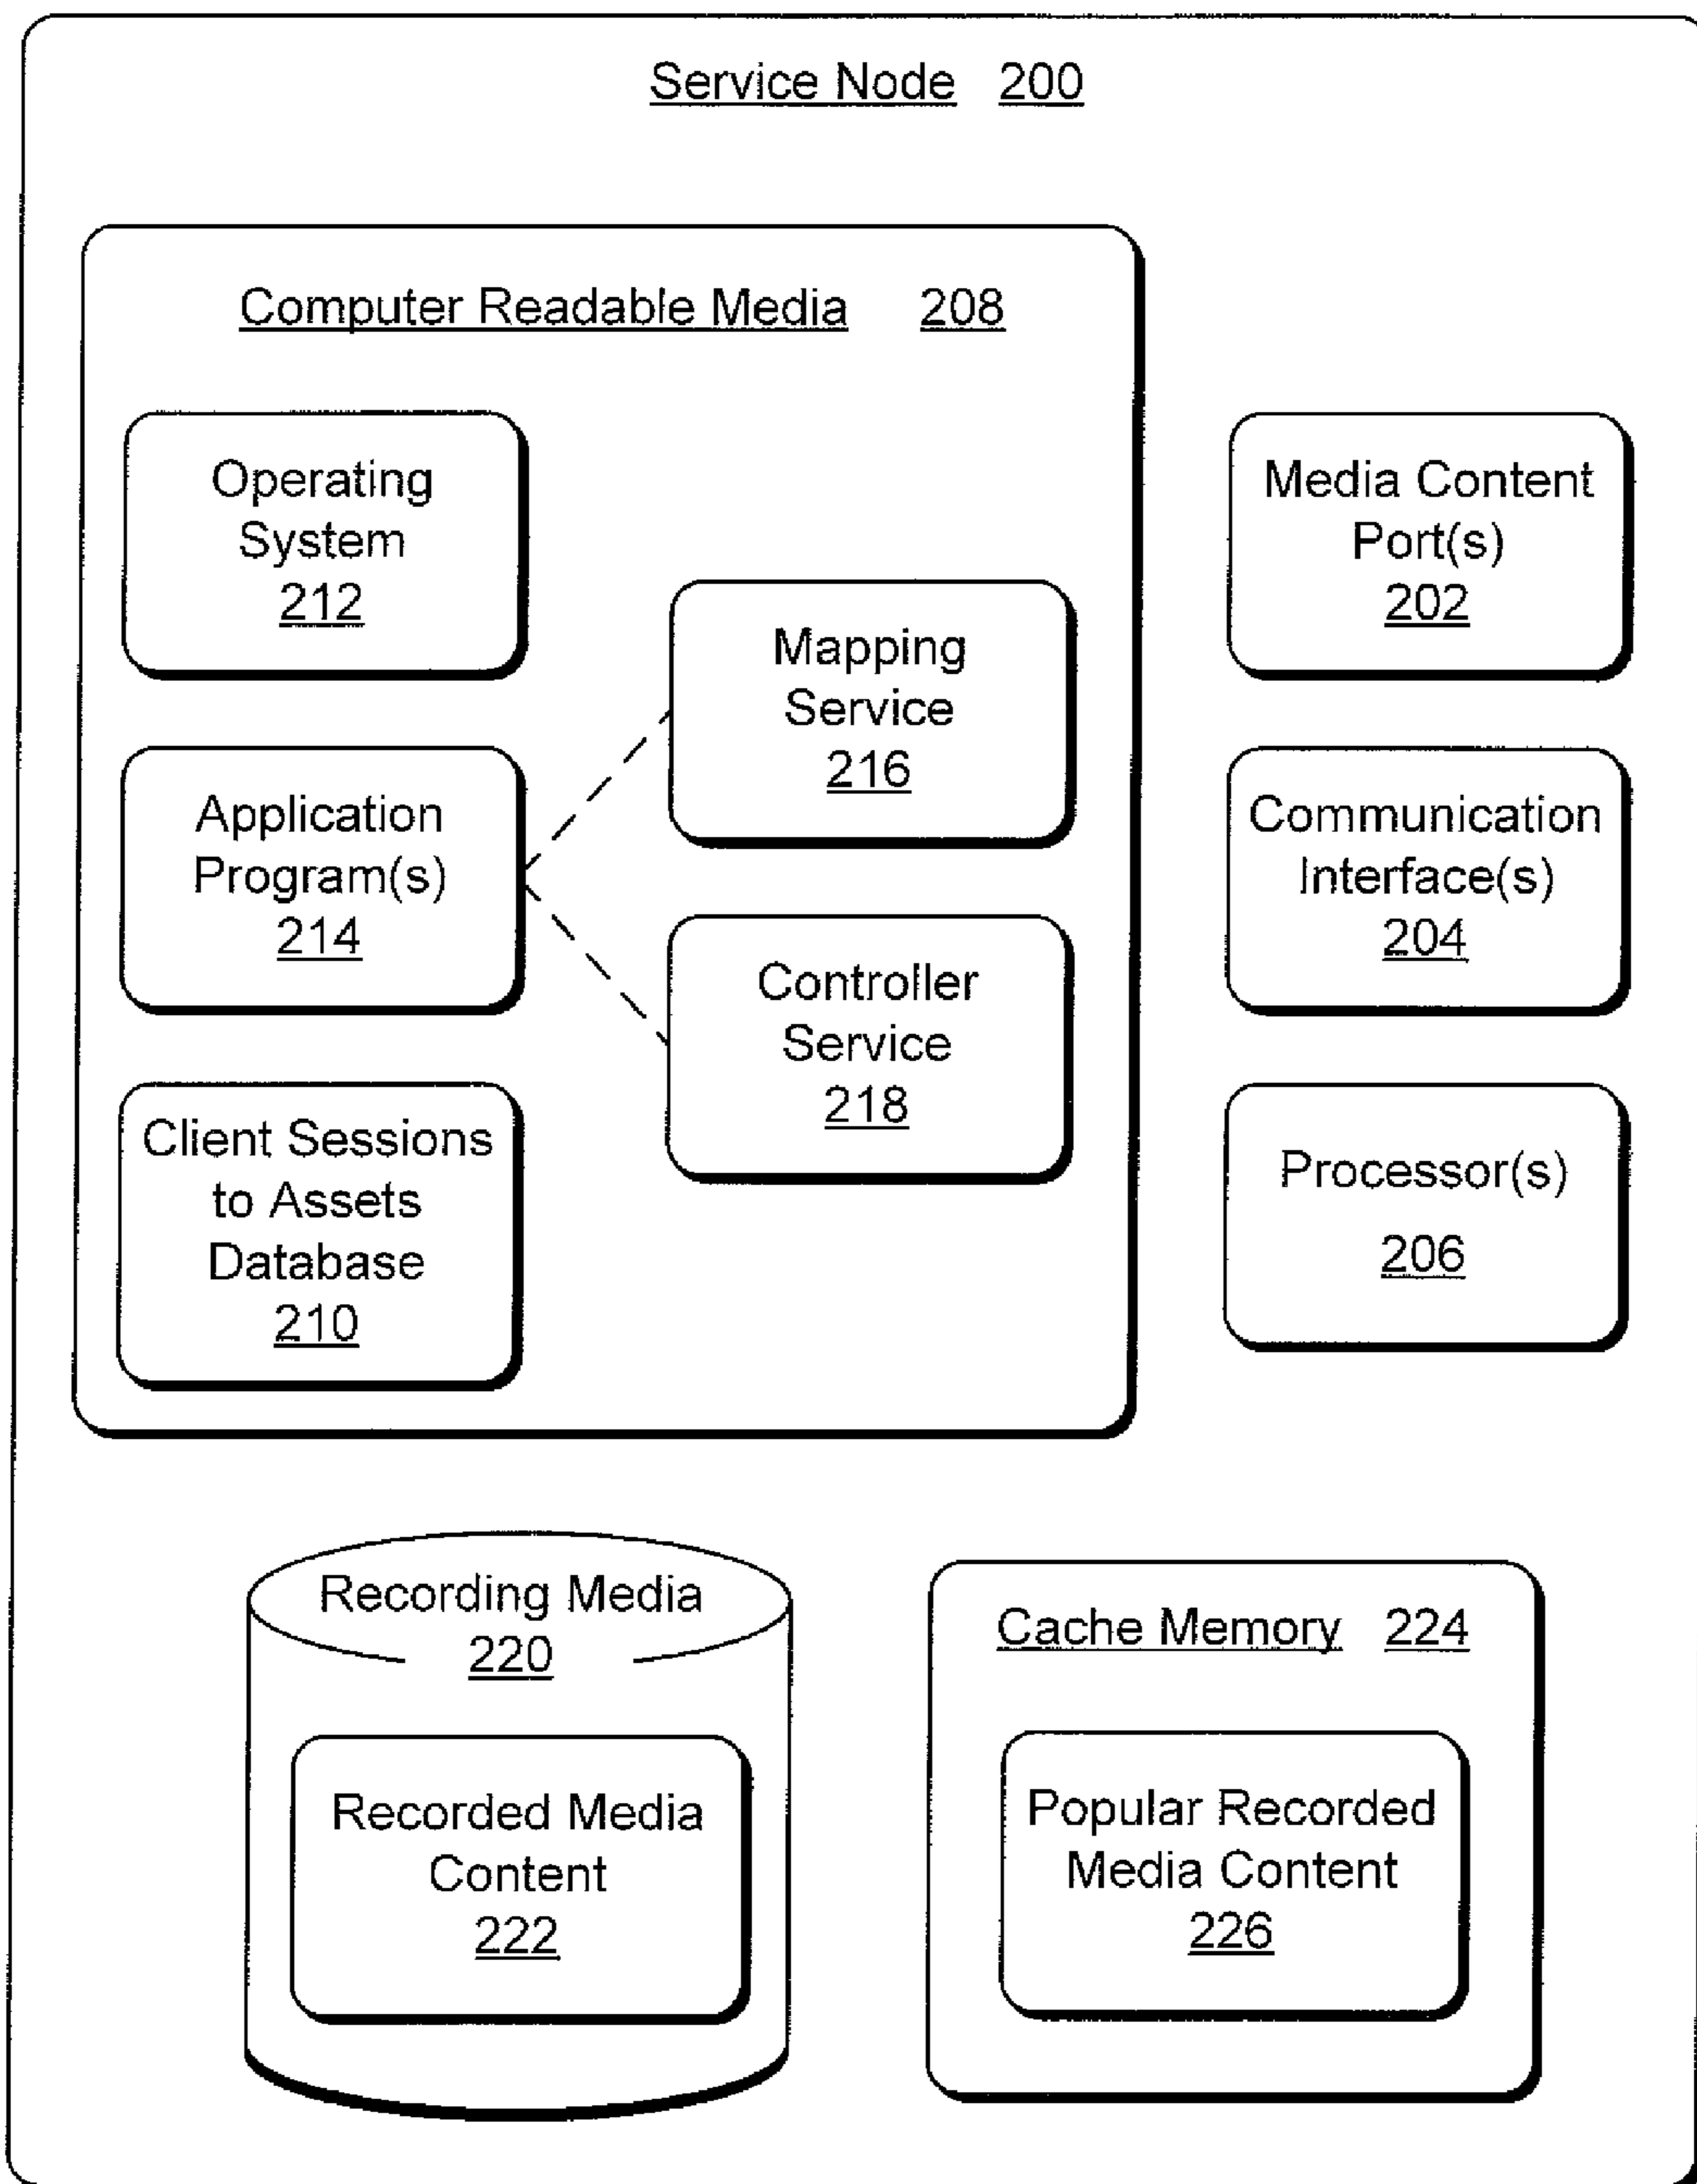 Service Node 200
Computer Readable Media 208
Operating
System
212
Mapping
Service
216
Application
Program(s)
214
Controller
Service
218
Client Sessions
to Assets
Database
210
Media Content
Port(s)
202
Communication
Interface(s)
204
Processor(s)
206
Recording Media
220
Recorded Media
Content
222
Cache Memory 224
Popular Recorded
Media Content
226